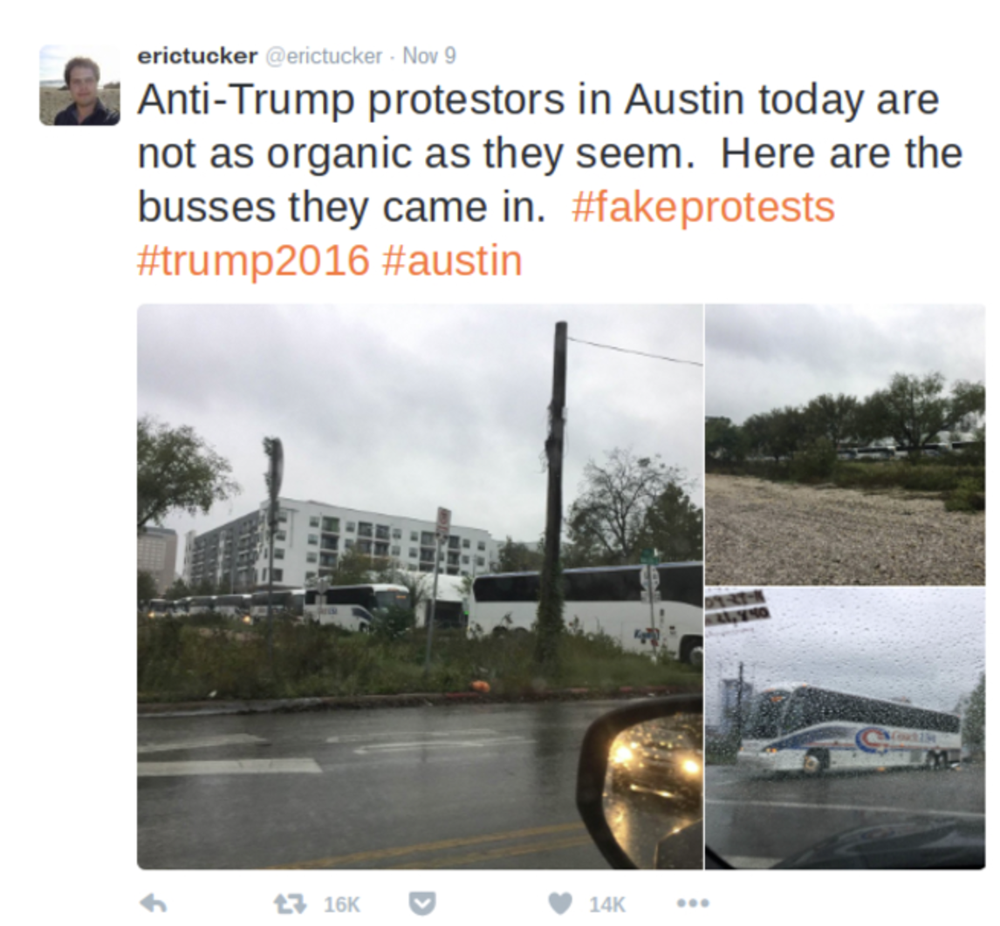 erictucker @erictucker · Nov 9
Anti-Trump protestors in Austin today are
not as organic as they seem.  Here are the
busses they came in.  #fakeprotests
#trump2016 #austin
16K 14K